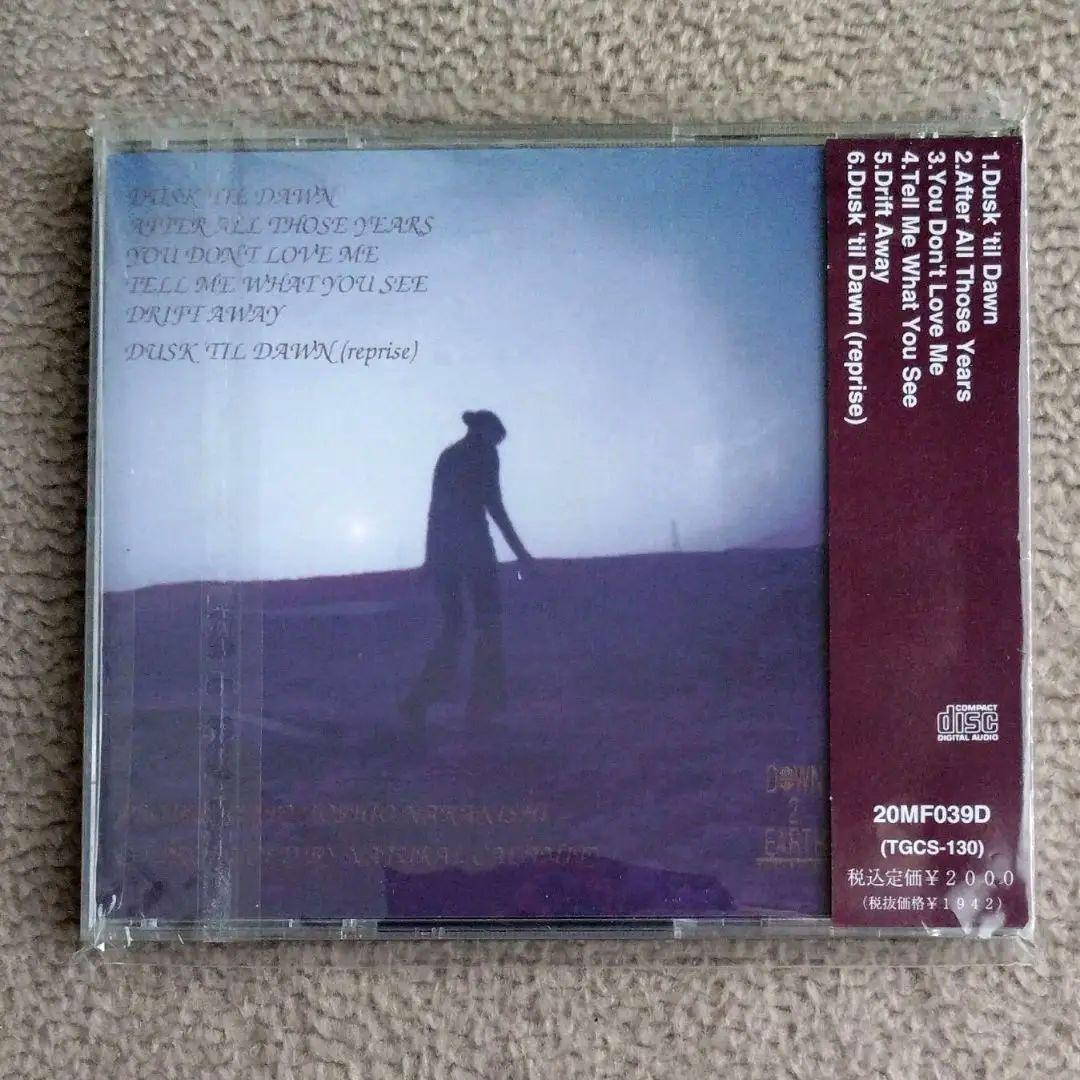 DUSK 'TIL DAWN
AFTER ALL THOSE YEARS
YOU DON'T LOVE ME
TELL ME WHAT YOU SEE
DRIFT AWAY
DUSK 'TIL DAWN (reprise)
DOWN
2
EARTH
1.Dusk 'til Dawn
2.After All Those Years
3.You Don't Love Me
4.Tell Me What You See
5.Drift Away
6.Dusk 'til Dawn (reprise)
COMPACT
disc
DIGITAL AUDIO
20MF039D
(TGCS-130)
税込定価¥2000
(税抜価格¥1942)